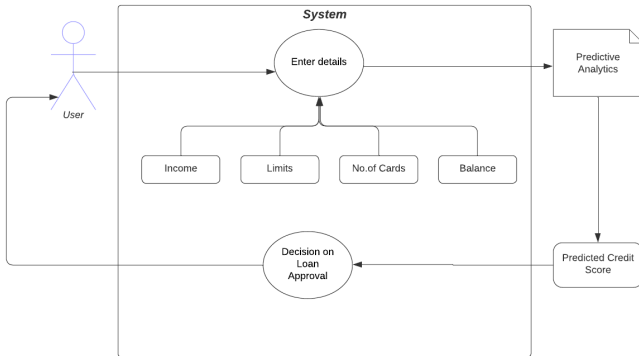 System
Enter details
Predictive
Analytics
User
Income
Limits
No.of Cards
Balance
Decision on
Loan
Approval
Predicted Credit
Score